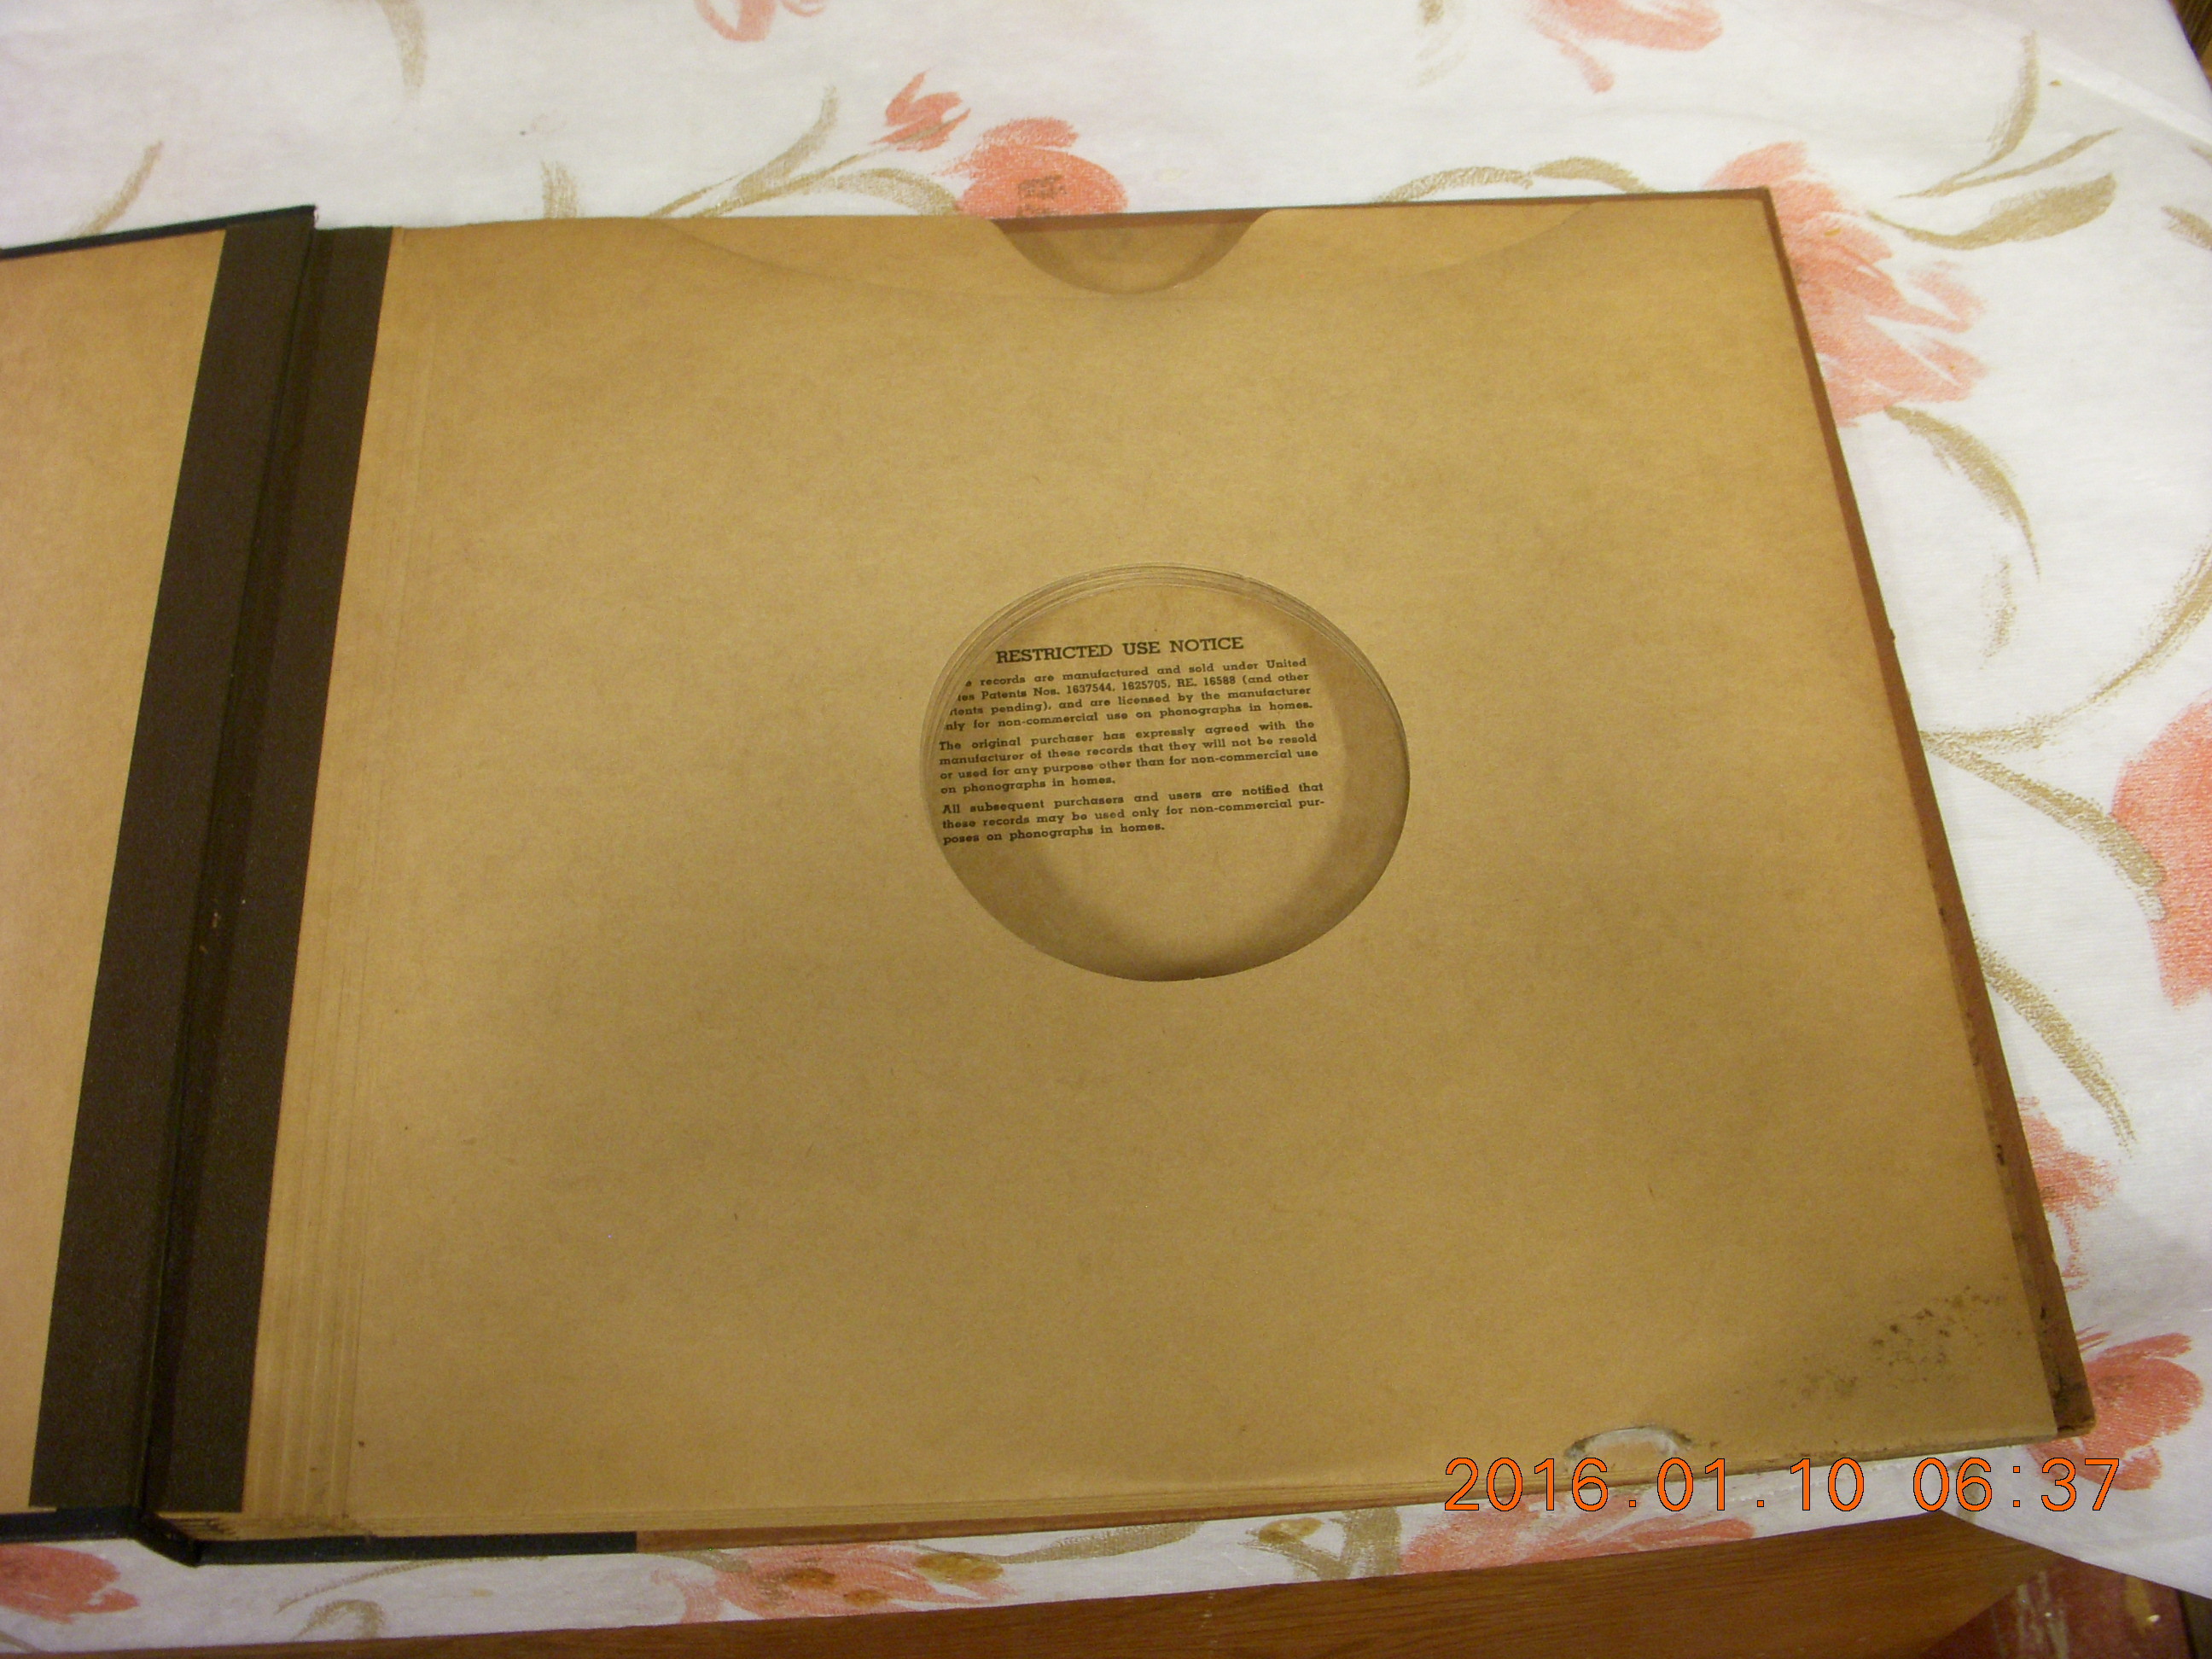 RESTRICTED USE NOTICE
records are manufactured and sold under United
Patents Nos. 1637544, 1625705, RE. 16588 (and other
pending), and are licensed by the manufacturer
for non-commercial use on phonographs in homes.
The original purchaser has expressly agreed with the
manufacturer of these records that they will not be resold
or used for any purpose other than for non-commercial use
on phonographs in homes.
All subsequent purchasers and users are notified that
these records may be used only for non-commercial pur-
poses on phonographs in homes.
2016.01.10 06:37